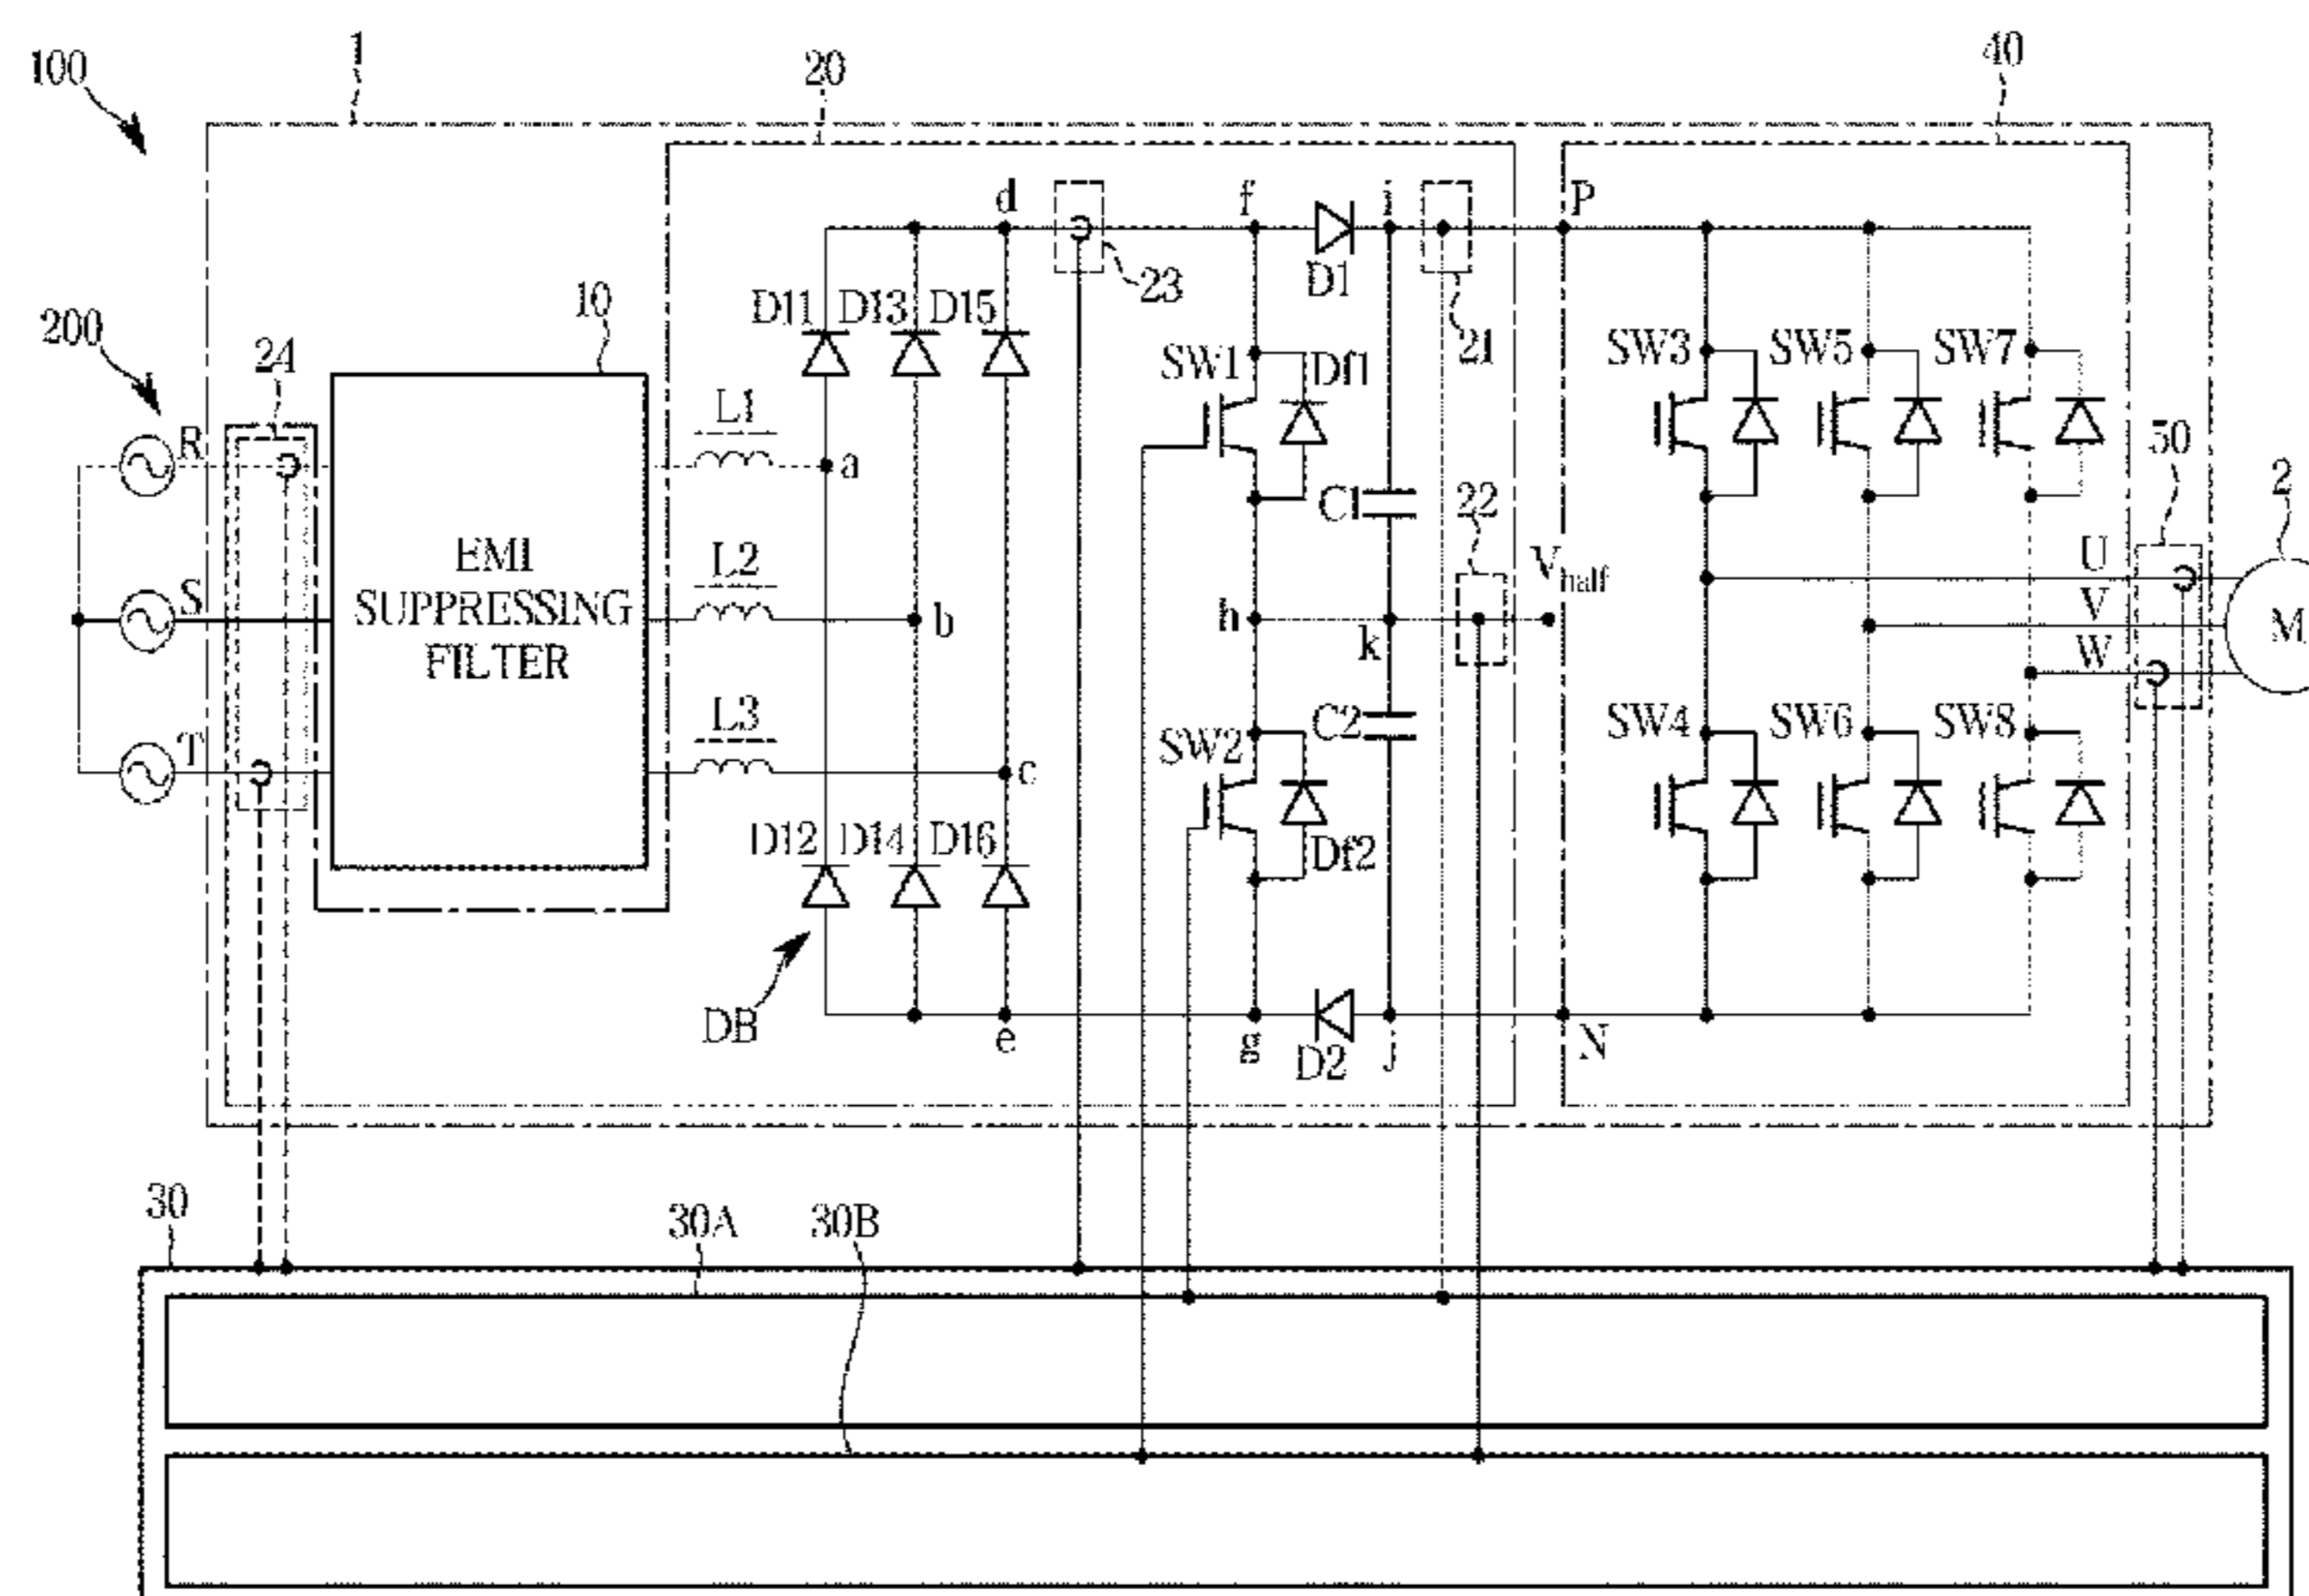 100
1
20
40
d
f
i
P
23
D1
21
200
24
10
D11
D13
D15
SW1
Df1
SW3
SW5
SW7
R
L1
a
C1
22
50
2
EMI
SUPPRESSING
FILTER
S
L2
b
h
k
Vhalf
U
V
W
M
T
L3
c
SW2
C2
SW4
SW6
SW8
D12
D14
D16
Df2
DB
e
g
D2
j
N
30
30A
30B